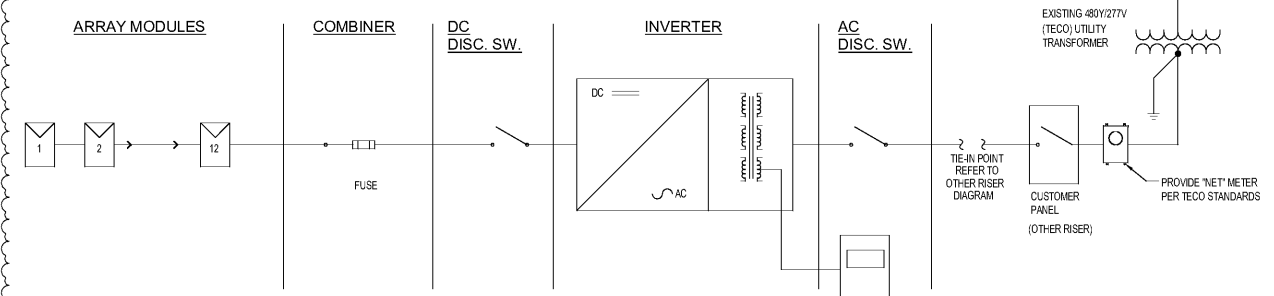 ARRAY MODULES
COMBINER
DC
DISC. SW.
INVERTER
AC
DISC. SW.
EXISTING 480Y/277V
(TECO) UTILITY
TRANSFORMER
DC
1
2
12
FUSE
AC
TIE-IN POINT
REFER TO
OTHER RISER
DIAGRAM
CUSTOMER
PANEL
(OTHER RISER)
PROVIDE "NET" METER
PER TECO STANDARDS